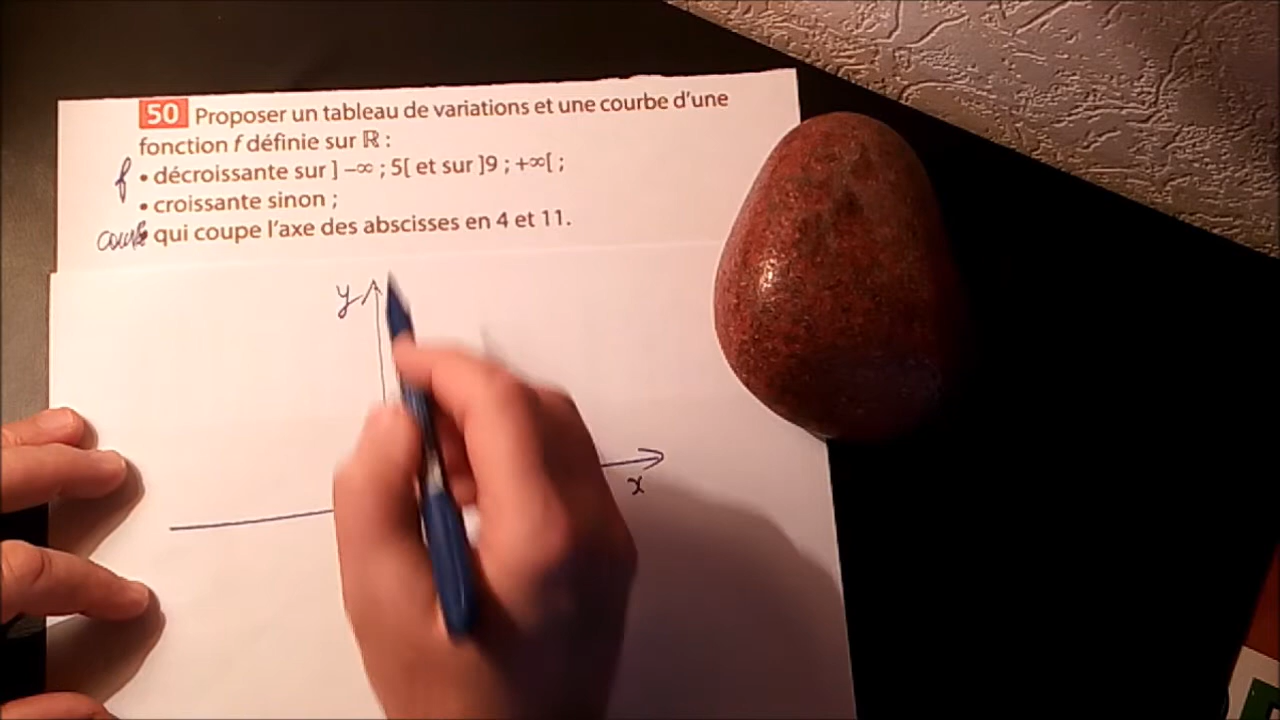 50 Proposer un tableau de variations et une courbe d'une
fonction f définie sur ℝ :
f • décroissante sur ] –∞ ; 5[ et sur ]9 ; +∞[ ;
• croissante sinon ;
courbe qui coupe l'axe des abscisses en 4 et 11.
y
x